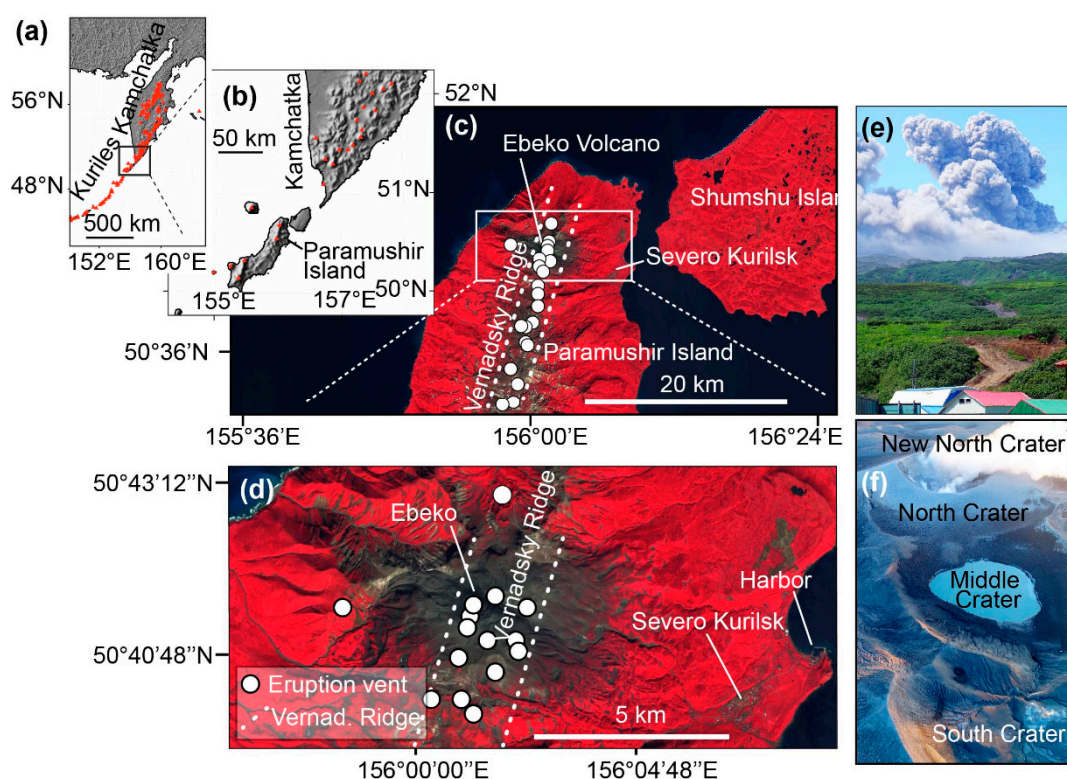 (a)
Kuriles Kamchatka
56°N
48°N
500 km
152°E
160°E
(b)
50 km
Kamchatka
Paramushir
Island
52°N
51°N
50°N
155°E
157°E
(c)
Ebeko Volcano
Shumshu Islan
Severo Kurilsk
Vernadsky Ridge
Paramushir Island
20 km
50°36'N
155°36'E
156°00'E
156°24'E
(d)
50°43'12"N
50°40'48"N
Ebeko
Vernadsky Ridge
Harbor
Severo Kurilsk
Eruption vent
Vernad. Ridge
5 km
156°00'00"E
156°04'48"E
(e)
New North Crater
(f)
North Crater
Middle
Crater
South Crater